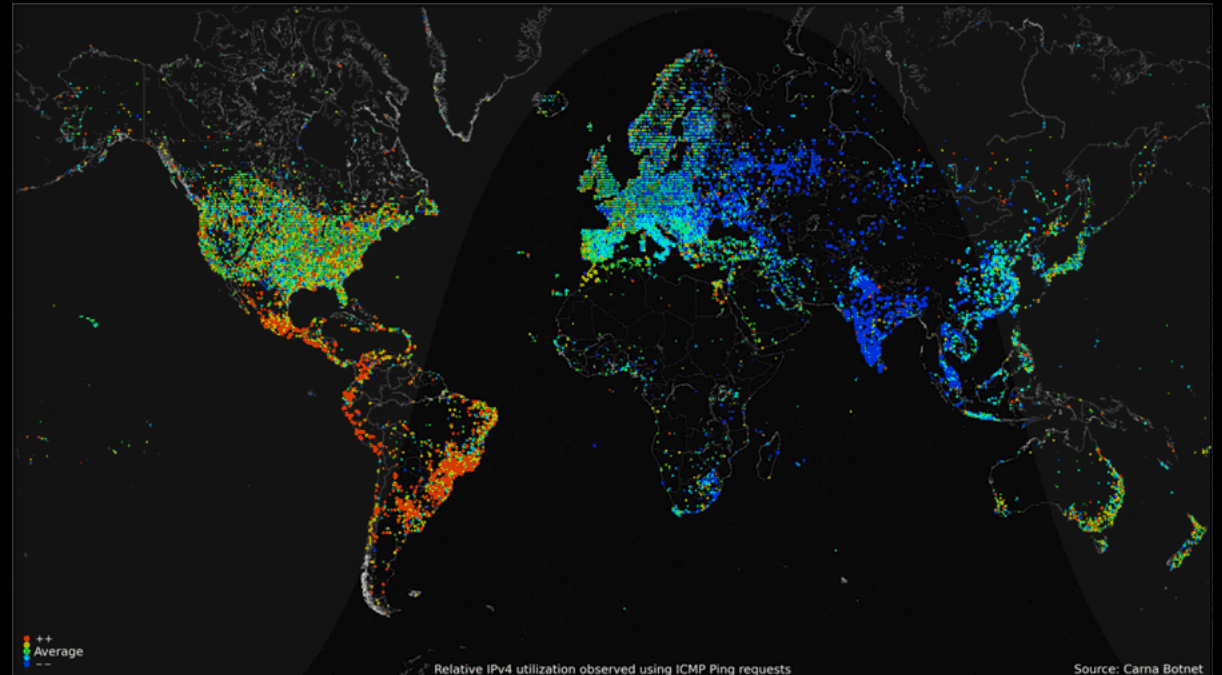 ++
Average
--
Relative IPv4 utilization observed using ICMP Ping requests
Source: Carna Botnet